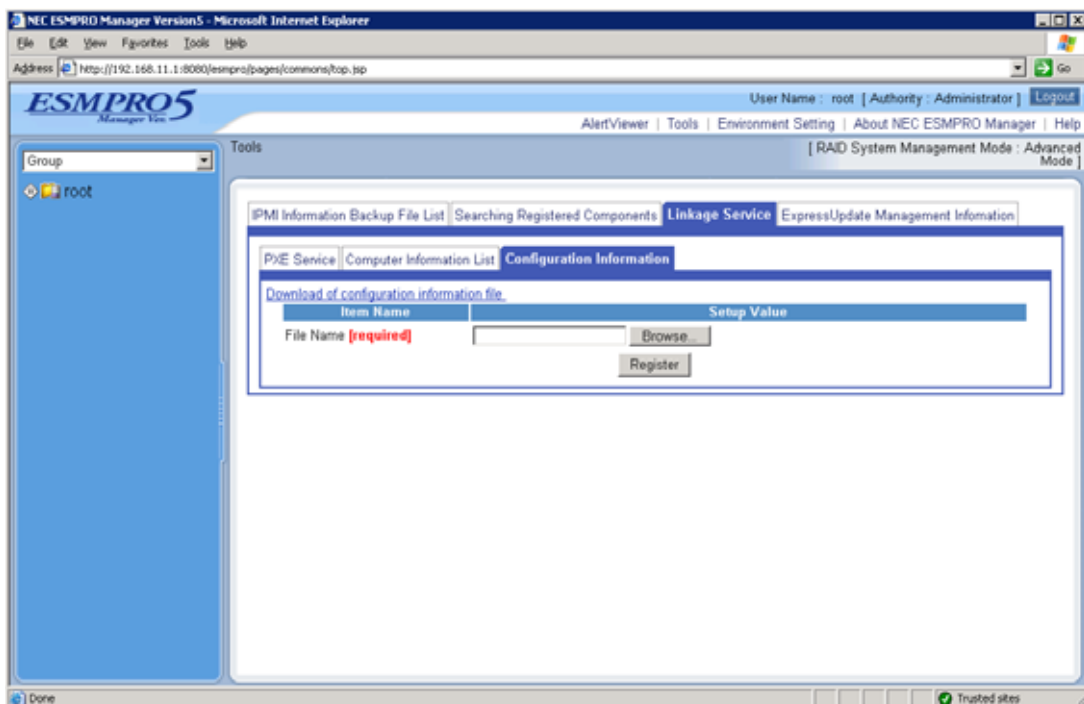 NEC ESMPRO Manager Version5 - Microsoft Internet Explorer
File Edit View Favorites Tools Help
Address http://192.168.11.1:8080/esmpro/pages/commons/top.jsp Go
ESMPRO5
Manager Ver.
User Name : root [ Authority : Administrator ] Logout
AlertViewer | Tools | Environment Setting | About NEC ESMPRO Manager | Help
Group
root
Tools
[ RAID System Management Mode : Advanced
Mode ]
IPMI Information Backup File List Searching Registered Components Linkage Service ExpressUpdate Management Infomation
PXE Service Computer Information List Configuration Information
Download of configuration information file
Item Name Setup Value
File Name [required] Browse...
Register
Done Trusted sites